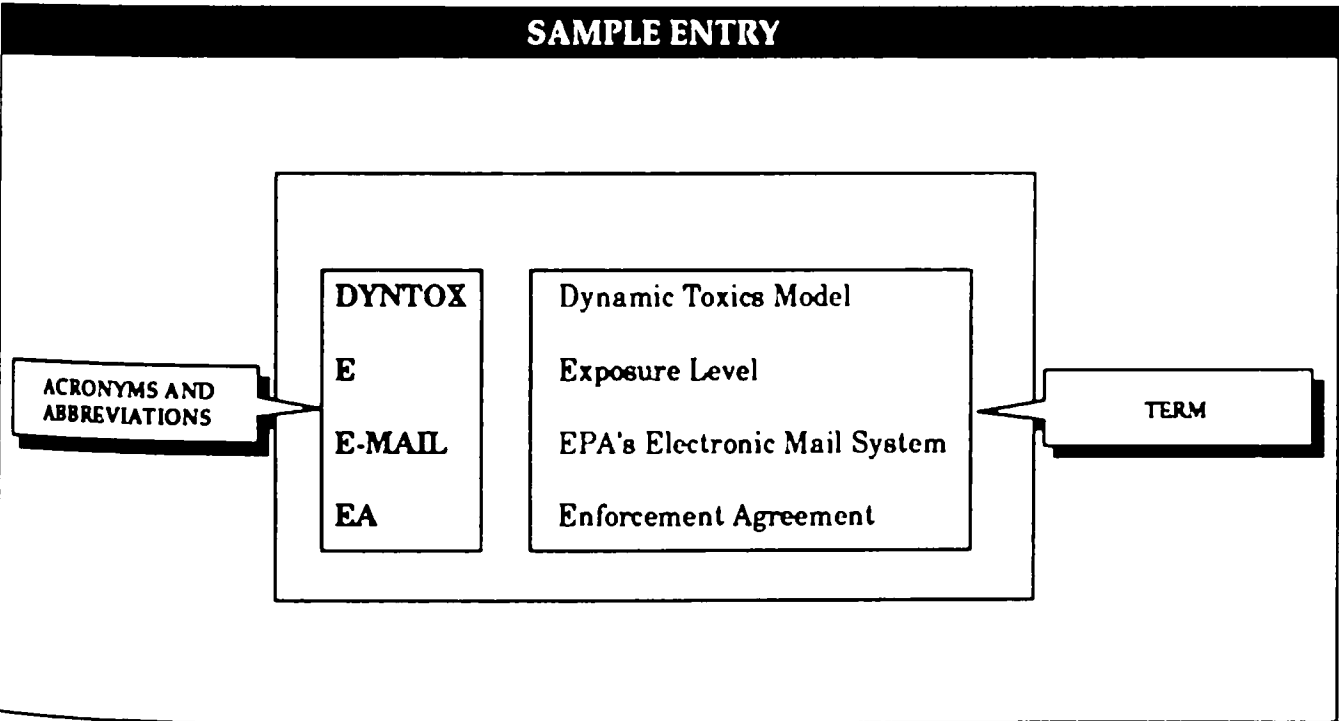 SAMPLE ENTRY
DYNTOX Dynamic Toxics Model
E Exposure Level
E-MAIL EPA's Electronic Mail System
EA Enforcement Agreement
ACRONYMS AND
ABBREVIATIONS
TERM